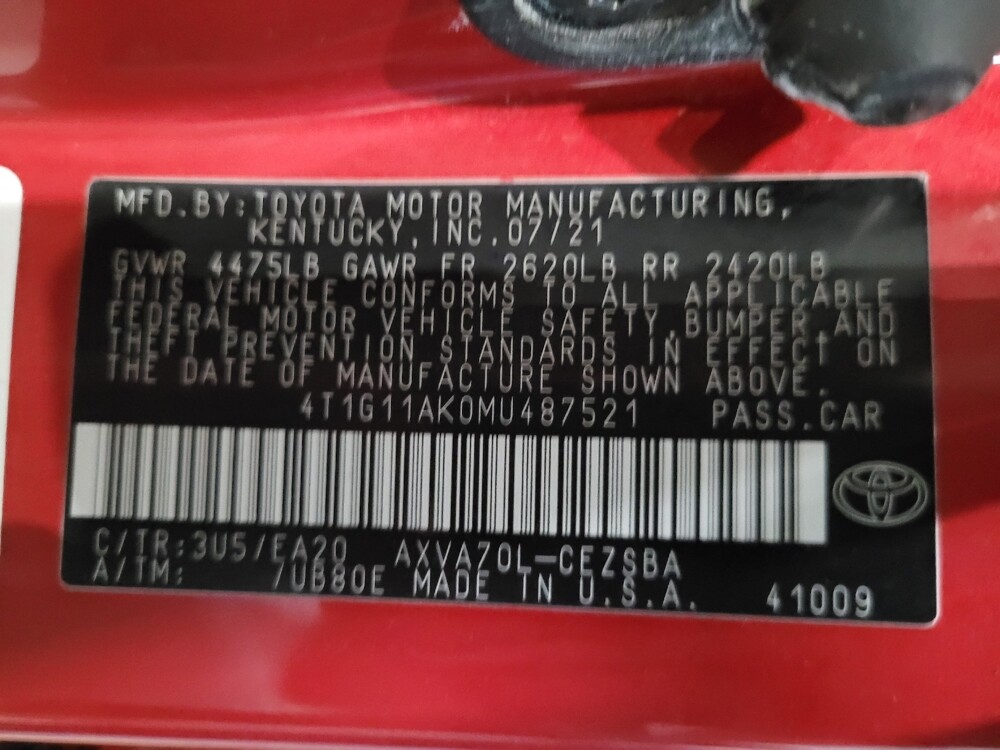 MFD.BY:TOYOTA MOTOR MANUFACTURING,
KENTUCKY,INC.07/21
GVWR 4475LB GAWR FR 2620LB RR 2420LB
THIS VEHICLE CONFORMS TO ALL APPLICABLE
FEDERAL MOTOR VEHICLE SAFETY,BUMPER,AND
THEFT PREVENTION STANDARDS IN EFFECT ON
THE DATE OF MANUFACTURE SHOWN ABOVE.
4T1G11AK0MU487521 PASS.CAR
C/TR:3U5/EA20 AXVA70L-CEZSBA
A/TM: /UB80E MADE IN U.S.A. 41009